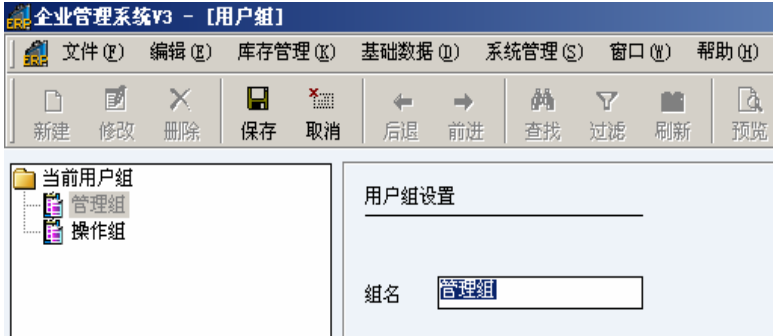 企业管理系统V3 - [用户组]
文件(F) 编辑(E) 库存管理(K) 基础数据(D) 系统管理(S) 窗口(W) 帮助(H)
新建 修改 删除 保存 取消 后退 前进 查找 过滤 刷新 预览
当前用户组
管理组
操作组
用户组设置
组名 管理组